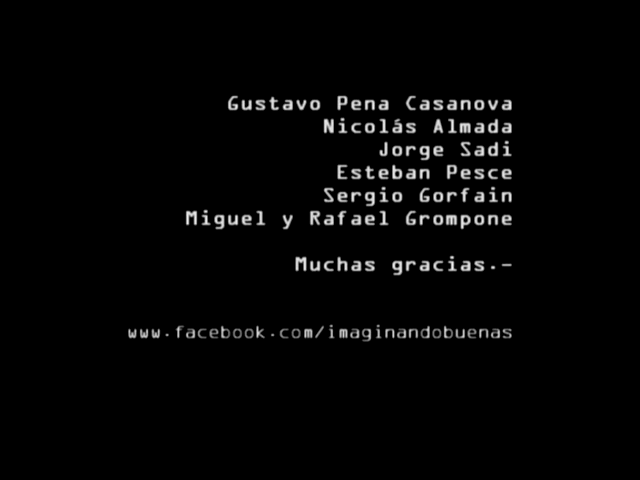 Gustavo Pena Casanova
Nicolás Almada
Jorge Sadi
Esteban Pesce
Sergio Gorfain
Miguel y Rafael Grompone
Muchas gracias.-
www.facebook.com/imaginandobuenas